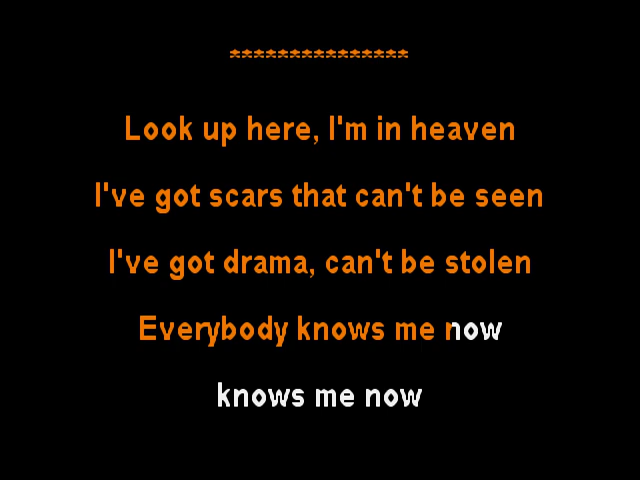 ***************
Look up here, I'm in heaven
I've got scars that can't be seen
I've got drama, can't be stolen
Everybody knows me now
knows me now